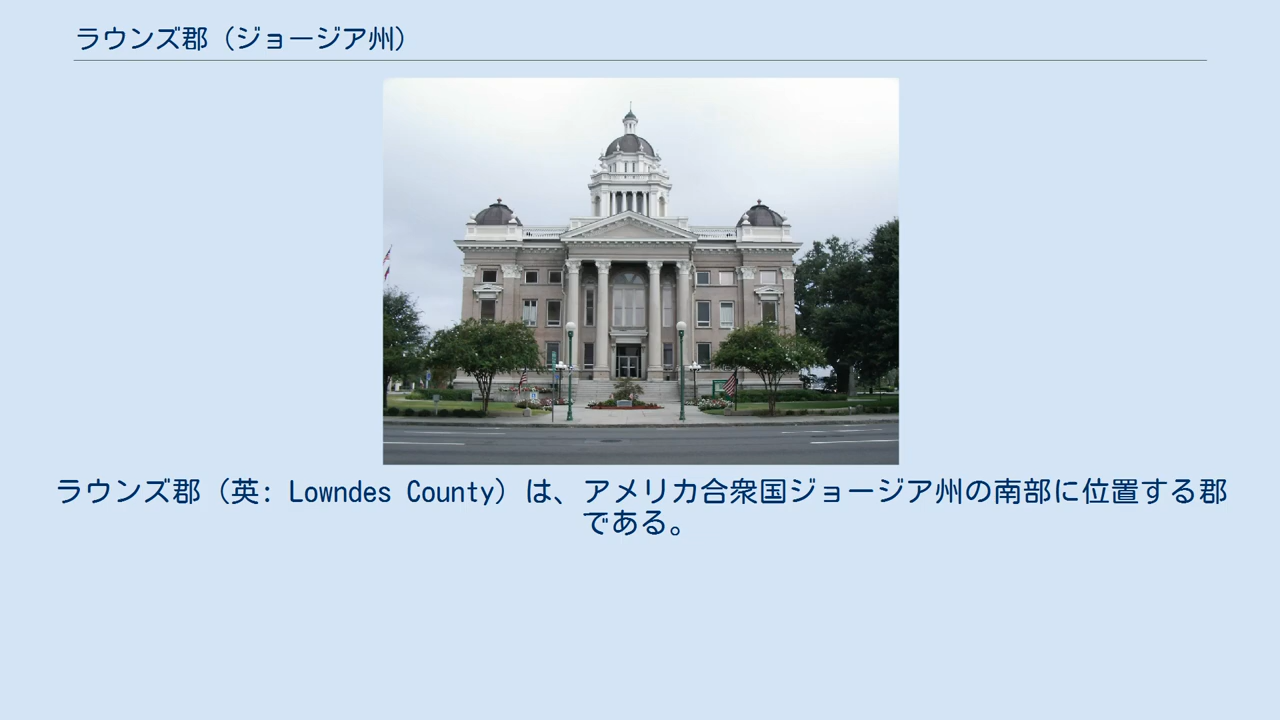 ラウンズ郡（ジョージア州）
ラウンズ郡（英: Lowndes County）は、アメリカ合衆国ジョージア州の南部に位置する郡
である。